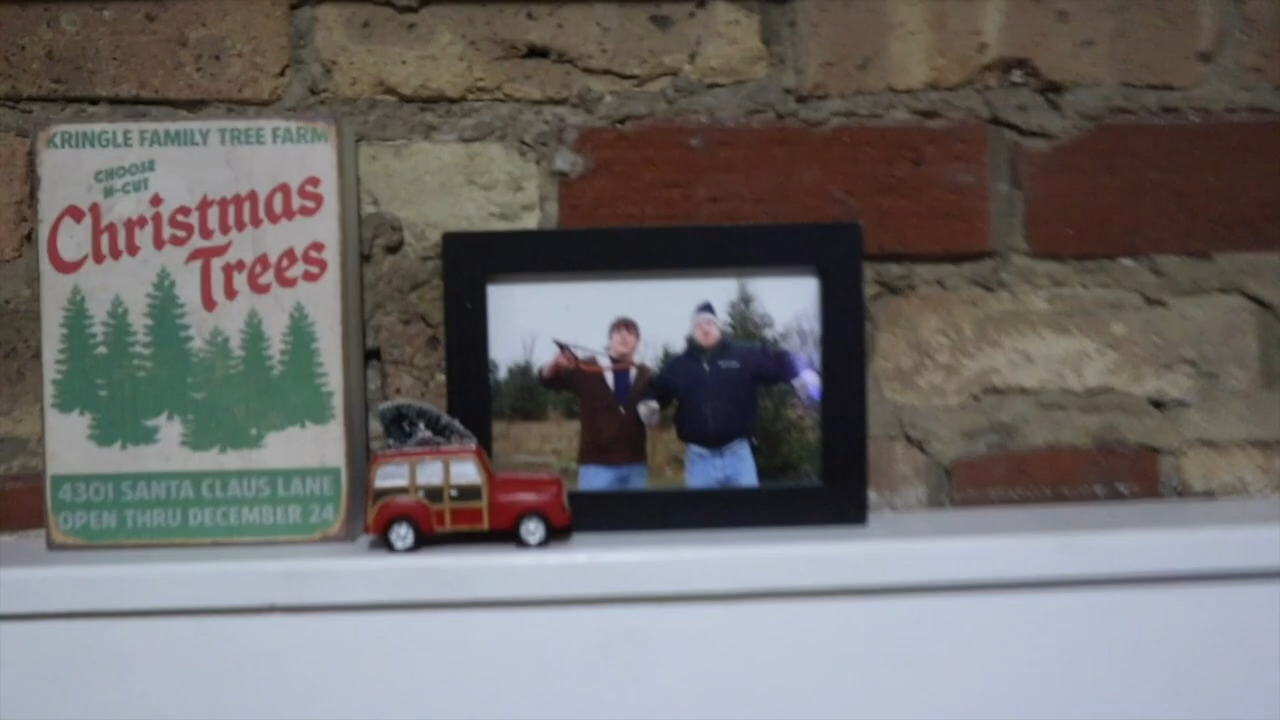 KRINGLE FAMILY TREE FARM
CHOOSE
N-CUT
Christmas
Trees
4301 SANTA CLAUS LANE
OPEN THRU DECEMBER 24